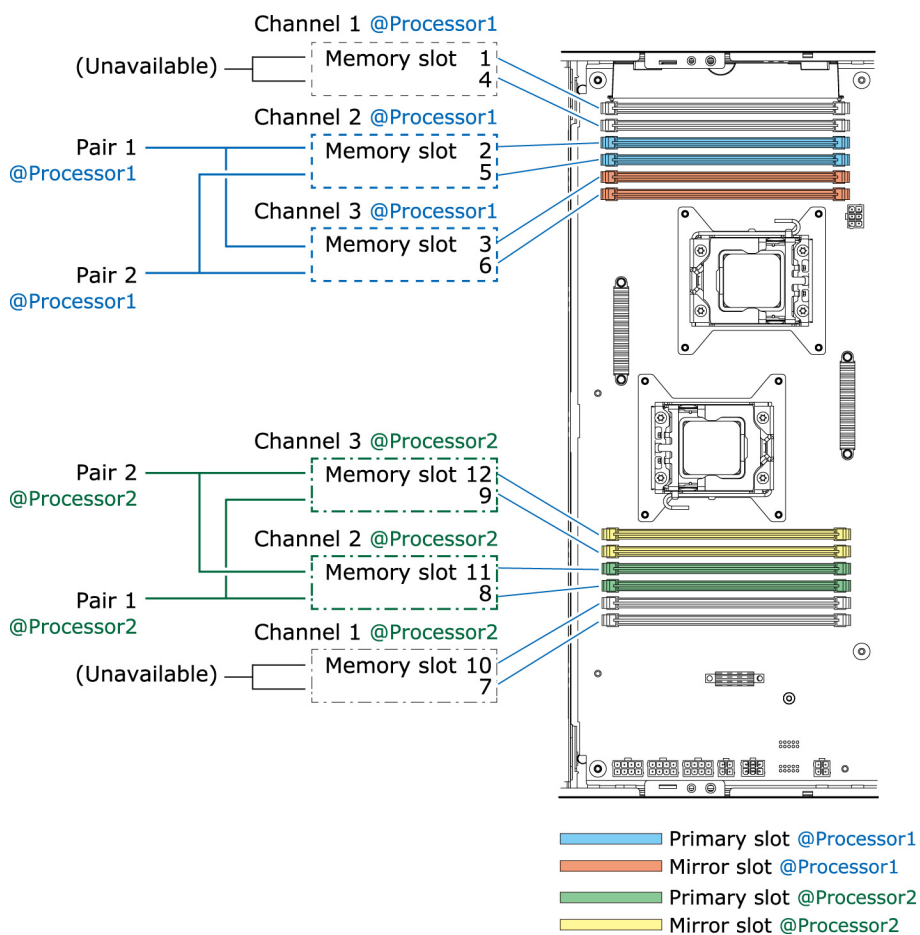 Channel 1 @Processor1
(Unavailable)
Memory slot 1
4
Channel 2 @Processor1
Pair 1
@Processor1
Memory slot 2
5
Channel 3 @Processor1
Memory slot 3
6
Pair 2
@Processor1
Channel 3 @Processor2
Pair 2
@Processor2
Memory slot 12
9
Channel 2 @Processor2
Memory slot 11
8
Pair 1
@Processor2
Channel 1 @Processor2
(Unavailable)
Memory slot 10
7
Primary slot @Processor1
Mirror slot @Processor1
Primary slot @Processor2
Mirror slot @Processor2